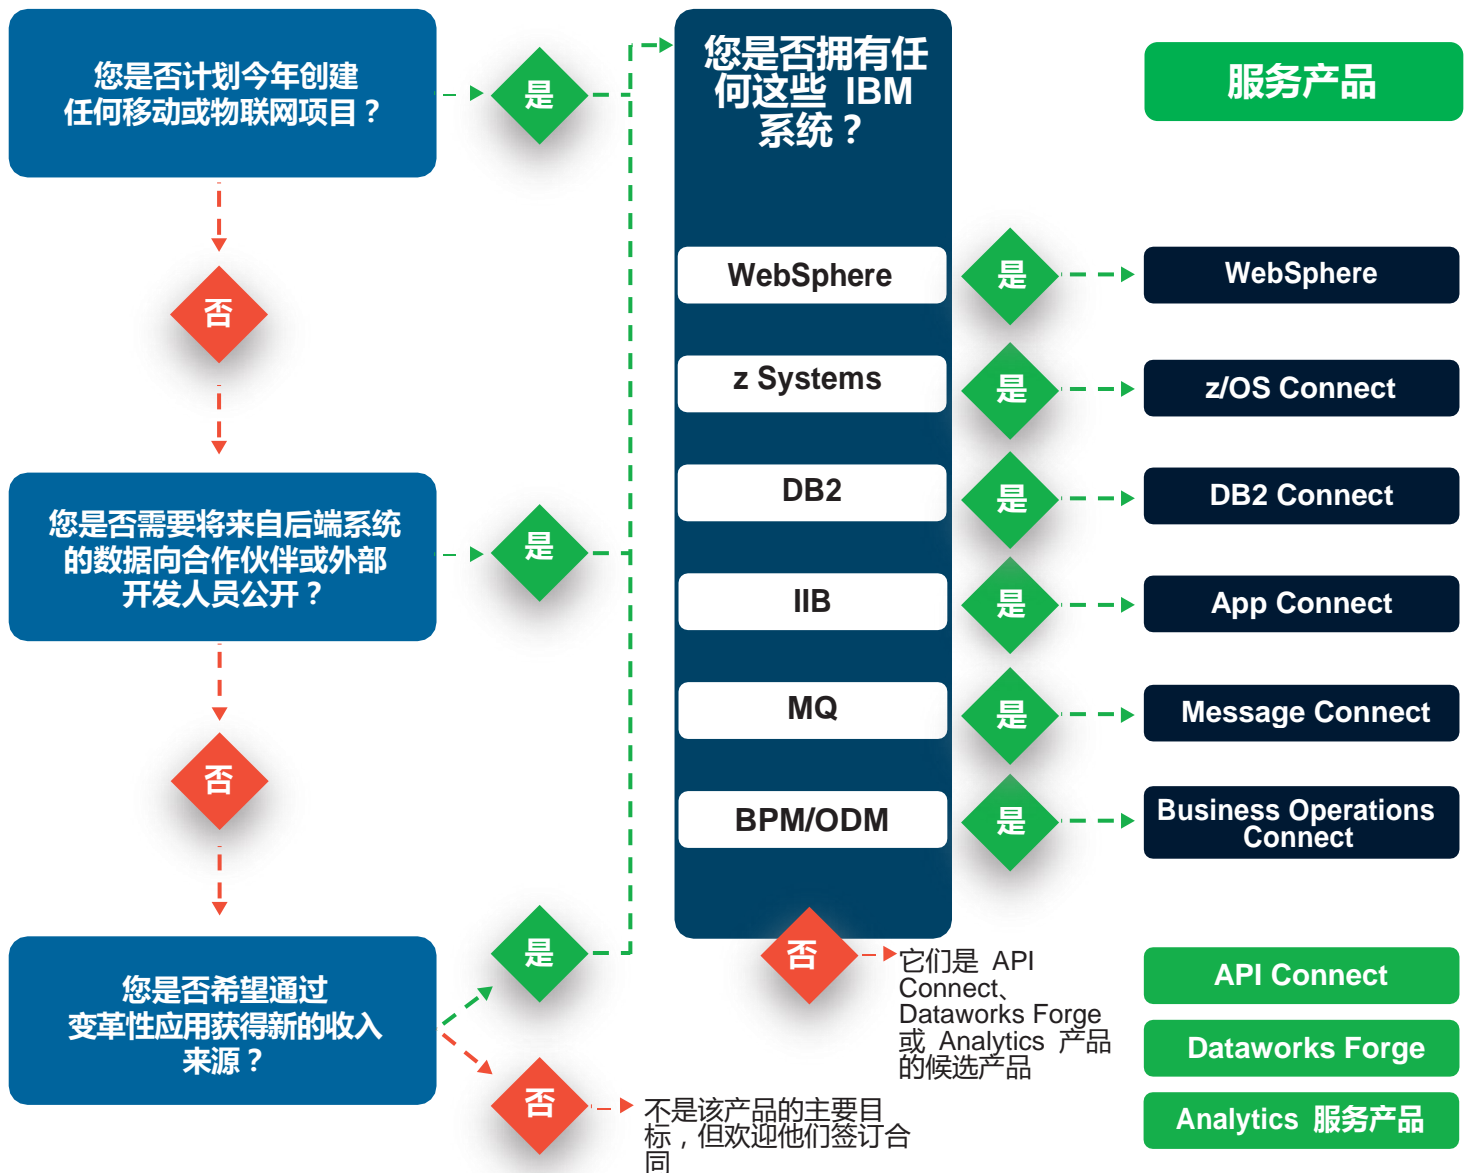 您是否计划今年创建
任何移动或物联网项目？
是
否
您是否需要将来自后端系统
的数据向合作伙伴或外部
开发人员公开？
是
否
您是否希望通过
变革性应用获得新的收入
来源？
是
否
不是该产品的主要目
标，但欢迎他们签订合
同
您是否拥有任
何这些 IBM
系统？
服务产品
WebSphere
是
WebSphere
z Systems
是
z/OS Connect
DB2
是
DB2 Connect
IIB
是
App Connect
MQ
是
Message Connect
BPM/ODM
是
Business Operations
Connect
否
它们是 API
Connect、
Dataworks Forge
或 Analytics 产品
的候选产品
API Connect
Dataworks Forge
Analytics 服务产品